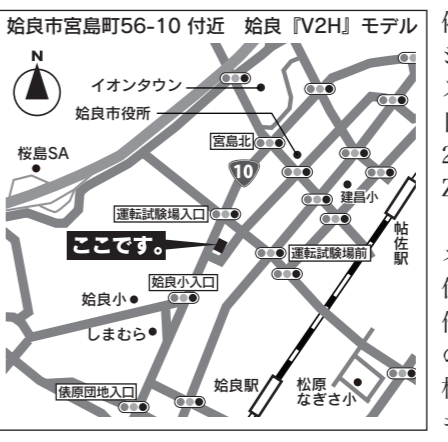 姶良市宮島町56-10 付近　姶良『V2H』モデル
N
イオンタウン
姶良市役所
桜島SA
宮島北
10
建昌小
運転試験場入口
帖佐駅
ここです。
運転試験場前
姶良小入口
姶良小
しまむら
俵原団地入口
姶良駅
松原
なぎさ小